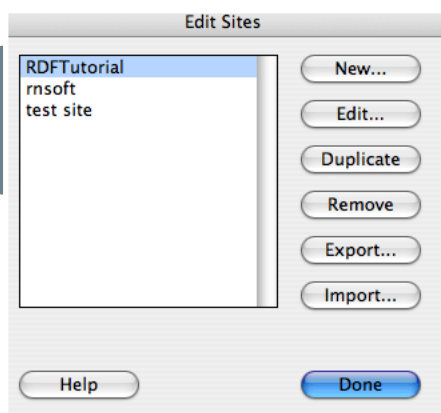 Edit Sites
RDFTutorial
rnsoft
test site
New...
Edit...
Duplicate
Remove
Export...
Import...
Help
Done